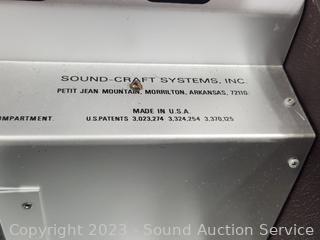 SOUND-CRAFT SYSTEMS, INC.
PETIT JEAN MOUNTAIN, MORRILTON, ARKANSAS, 72110
MADE IN U.S.A.
COMPARTMENT. U.S.PATENTS 3,023,274 3,324,254 3,370,125
Copyright © 2023 - Sound Auction Service